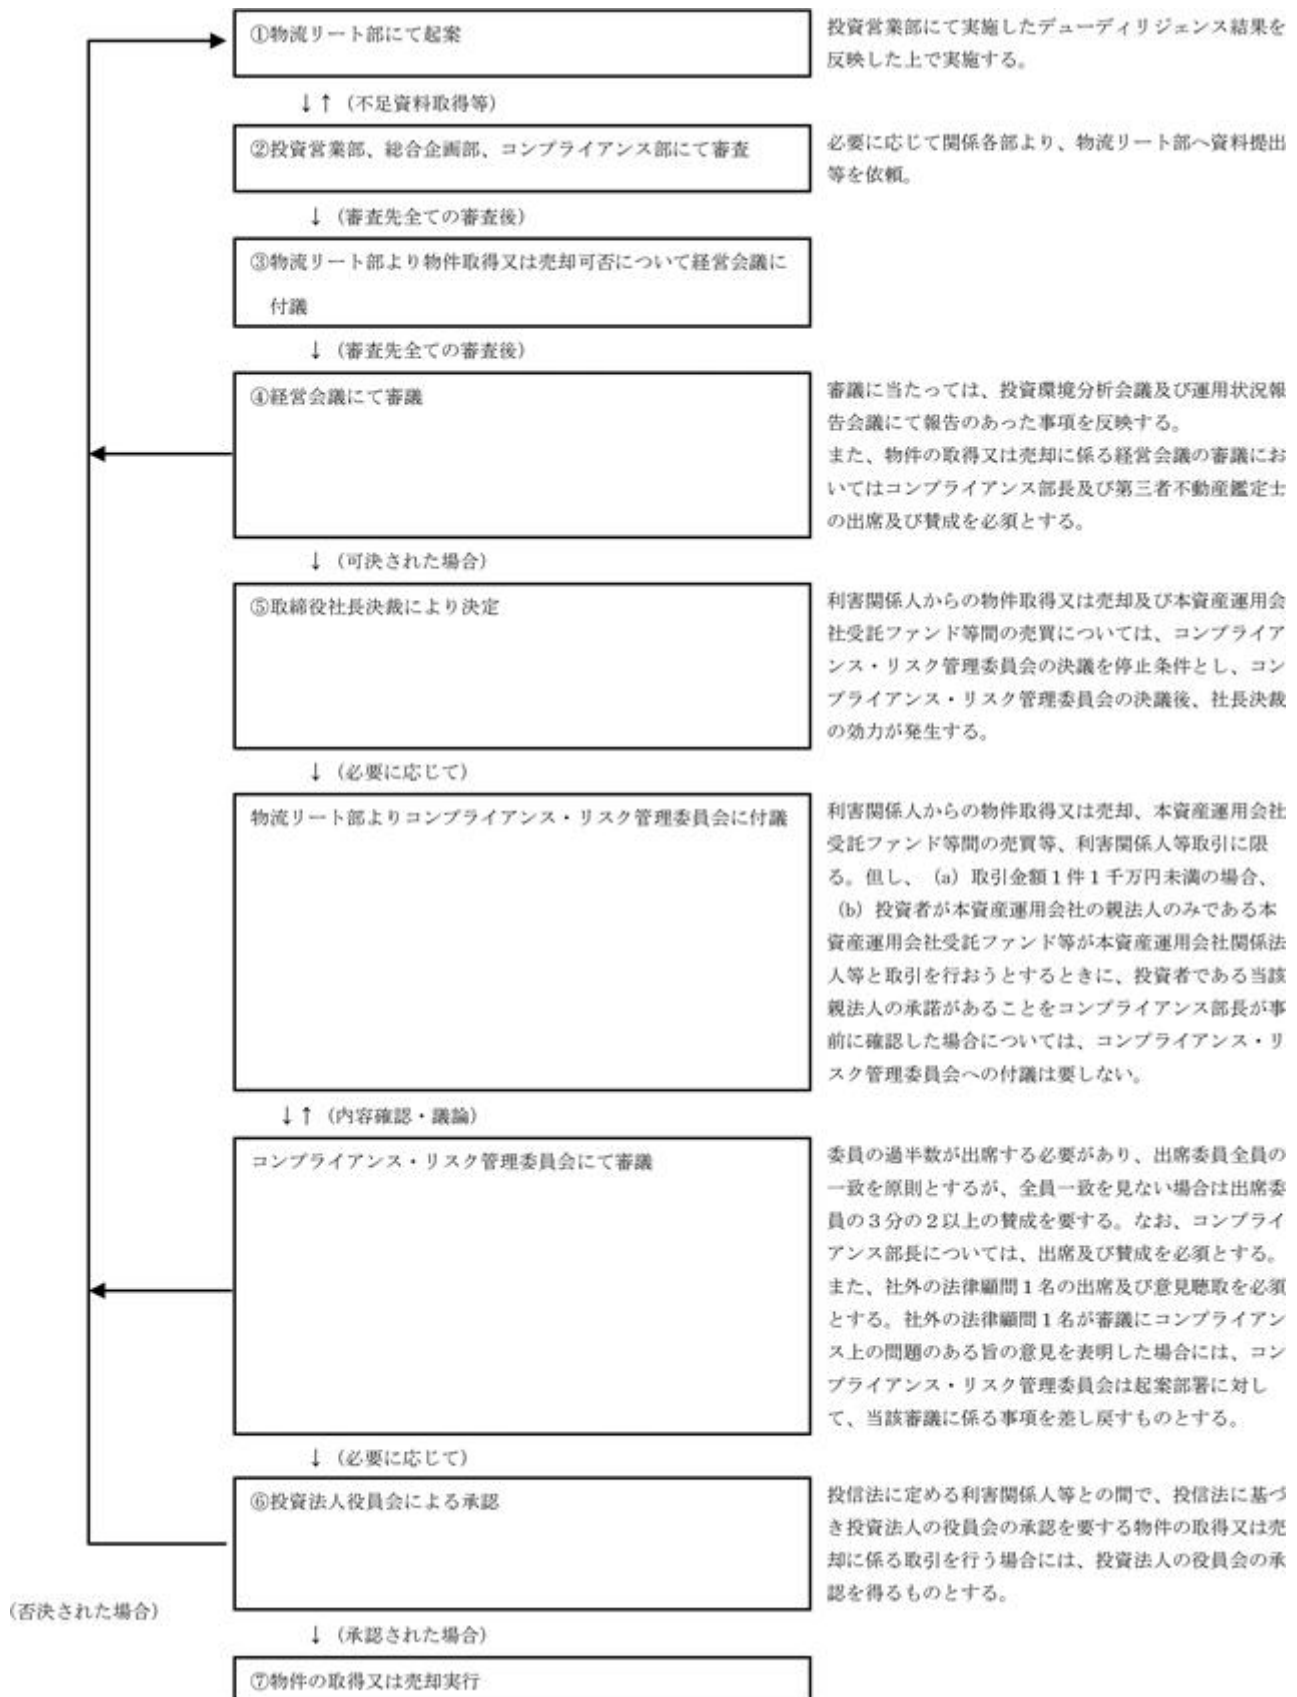 ①物流リート部にて起案
投資営業部にて実施したデューディリジェンス結果を
反映した上で実施する。
↓↑（不足資料取得等）
②投資営業部、総合企画部、コンプライアンス部にて審査
必要に応じて関係各部より、物流リート部へ資料提出
等を依頼。
↓（審査先全ての審査後）
③物流リート部より物件取得又は売却可否について経営会議に
付議
↓（審査先全ての審査後）
④経営会議にて審議
審議に当たっては、投資環境分析会議及び運用状況報
告会議にて報告のあった事項を反映する。
また、物件の取得又は売却に係る経営会議の審議にお
いてはコンプライアンス部長及び第三者不動産鑑定士
の出席及び賛成を必須とする。
↓（可決された場合）
⑤取締役社長決裁により決定
利害関係人からの物件取得又は売却及び本資産運用会
社受託ファンド等間の売買については、コンプライア
ンス・リスク管理委員会の決議を停止条件とし、コン
プライアンス・リスク管理委員会の決議後、社長決裁
の効力が発生する。
↓（必要に応じて）
物流リート部よりコンプライアンス・リスク管理委員会に付議
利害関係人からの物件取得又は売却、本資産運用会社
受託ファンド等間の売買等、利害関係人等取引に限
る。但し、（a）取引金額１件１千万円未満の場合、
（b）投資者が本資産運用会社の親法人のみである本
資産運用会社受託ファンド等が本資産運用会社関係法
人等と取引を行おうとするときに、投資者である当該
親法人の承諾があることをコンプライアンス部長が事
前に確認した場合については、コンプライアンス・リ
スク管理委員会への付議は要しない。
↓↑（内容確認・議論）
コンプライアンス・リスク管理委員会にて審議
委員の過半数が出席する必要があり、出席委員全員の
一致を原則とするが、全員一致を見ない場合は出席委
員の３分の２以上の賛成を要する。なお、コンプライ
アンス部長については、出席及び賛成を必須とする。
また、社外の法律顧問１名の出席及び意見聴取を必須
とする。社外の法律顧問１名が審議にコンプライアン
ス上の問題のある旨の意見を表明した場合には、コン
プライアンス・リスク管理委員会は起案部署に対し
て、当該審議に係る事項を差し戻すものとする。
↓（必要に応じて）
⑥投資法人役員会による承認
投信法に定める利害関係人等との間で、投信法に基づ
き投資法人の役員会の承認を要する物件の取得又は売
却に係る取引を行う場合には、投資法人の役員会の承
認を得るものとする。
（否決された場合）
↓（承認された場合）
⑦物件の取得又は売却実行